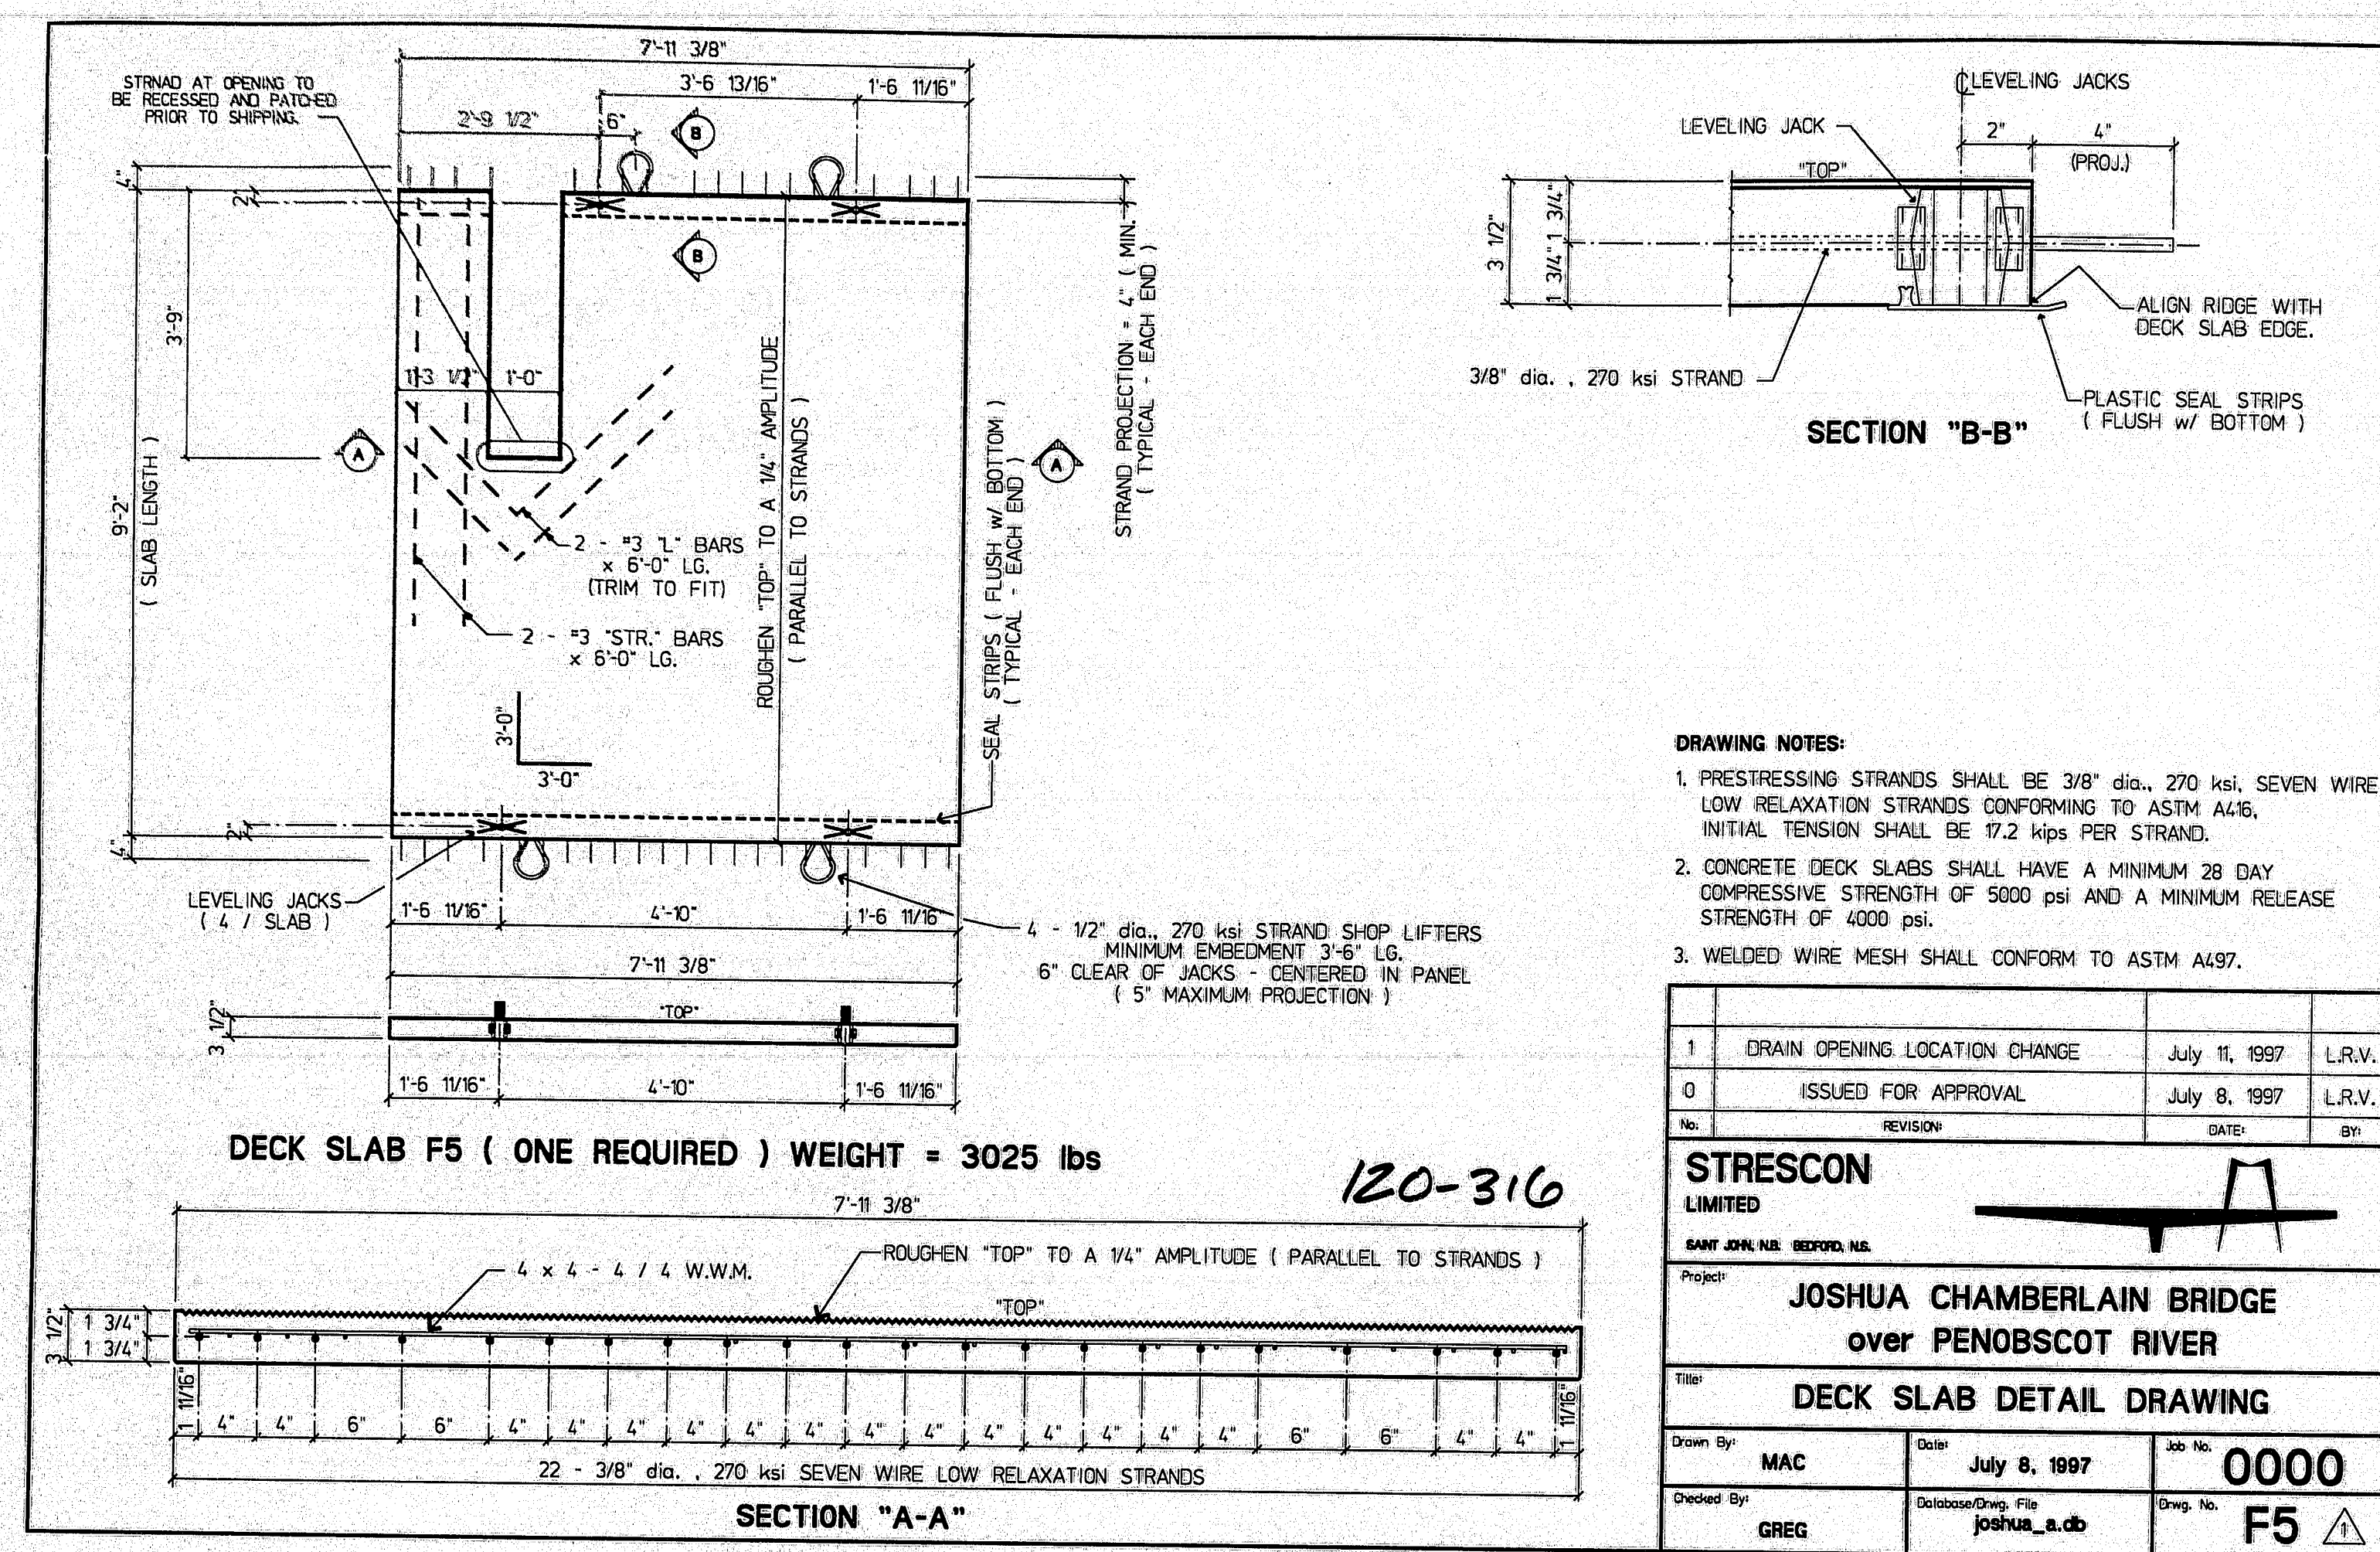 7'-11 3/8"
3'-6 13/16"
1'-6 11/16"
2'-9 1/2"
6"
STRNAD AT OPENING TO
BE RECESSED AND PATCHED
PRIOR TO SHIPPING.
B
B
4"
2"
3'-9"
9'-2"
( SLAB LENGTH )
1'-3 1/2"
1'-0"
A
A
2 - #3 "L" BARS
x 6'-0" LG.
(TRIM TO FIT)
2 - #3 "STR." BARS
x 6'-0" LG.
3'-0"
3'-0"
ROUGHEN "TOP" TO A 1/4" AMPLITUDE
( PARALLEL TO STRANDS )
SEAL STRIPS ( FLUSH w/ BOTTOM )
( TYPICAL - EACH END )
STRAND PROJECTION = 4" ( MIN. )
( TYPICAL - EACH END )
2"
4"
LEVELING JACKS
( 4 / SLAB )
1'-6 11/16"
4'-10"
1'-6 11/16"
7'-11 3/8"
4 - 1/2" dia., 270 ksi STRAND SHOP LIFTERS
MINIMUM EMBEDMENT 3'-6" LG.
6" CLEAR OF JACKS - CENTERED IN PANEL
( 5" MAXIMUM PROJECTION )
3 1/2"
"TOP"
1'-6 11/16"
4'-10"
1'-6 11/16"
DECK SLAB F5 ( ONE REQUIRED ) WEIGHT = 3025 lbs
120-316
7'-11 3/8"
4 x 4 - 4 / 4 W.W.M.
ROUGHEN "TOP" TO A 1/4" AMPLITUDE ( PARALLEL TO STRANDS )
"TOP"
3 1/2"
1 3/4"
1 3/4"
1 11/16"
4" 4" 6" 6" 4" 4" 4" 4" 4" 4" 4" 4" 4" 4" 4" 4" 4" 6" 6" 4" 4"
1 11/16"
22 - 3/8" dia. , 270 ksi SEVEN WIRE LOW RELAXATION STRANDS
SECTION "A-A"
℄ LEVELING JACKS
LEVELING JACK
2"
4"
(PROJ.)
"TOP"
3 1/2"
1 3/4"
1 3/4"
ALIGN RIDGE WITH
DECK SLAB EDGE.
3/8" dia. , 270 ksi STRAND
PLASTIC SEAL STRIPS
( FLUSH w/ BOTTOM )
SECTION "B-B"
DRAWING NOTES:
1. PRESTRESSING STRANDS SHALL BE 3/8" dia., 270 ksi, SEVEN WIRE
LOW RELAXATION STRANDS CONFORMING TO ASTM A416,
INITIAL TENSION SHALL BE 17.2 kips PER STRAND.
2. CONCRETE DECK SLABS SHALL HAVE A MINIMUM 28 DAY
COMPRESSIVE STRENGTH OF 5000 psi AND A MINIMUM RELEASE
STRENGTH OF 4000 psi.
3. WELDED WIRE MESH SHALL CONFORM TO ASTM A497.
1 DRAIN OPENING LOCATION CHANGE July 11, 1997 L.R.V.
0 ISSUED FOR APPROVAL July 8, 1997 L.R.V.
No: REVISION: DATE: BY:
STRESCON
LIMITED
SAINT JOHN, N.B. BEDFORD, N.S.
Project:
JOSHUA CHAMBERLAIN BRIDGE
over PENOBSCOT RIVER
Title:
DECK SLAB DETAIL DRAWING
Drawn By:
MAC
Date:
July 8, 1997
Job No.
0000
Checked By:
GREG
Database/Drwg. File
joshua_a.db
Drwg. No.
F5
1